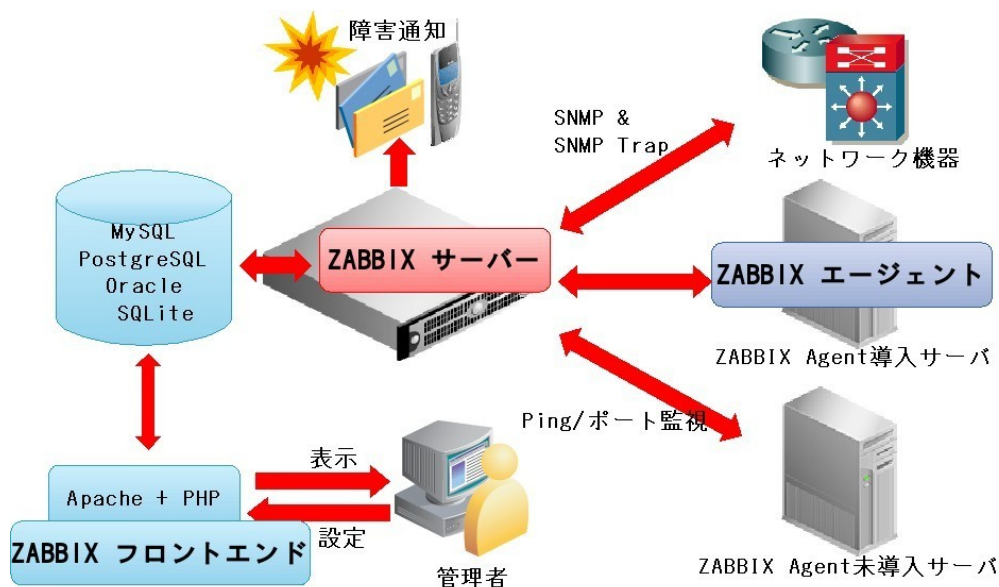 障害通知
SNMP &
SNMP Trap
ネットワーク機器
MySQL
PostgreSQL
Oracle
SQLite
ZABBIX サーバー
ZABBIX エージェント
ZABBIX Agent導入サーバ
Ping/ポート監視
表示
Apache + PHP
設定
ZABBIX フロントエンド
管理者
ZABBIX Agent未導入サーバ